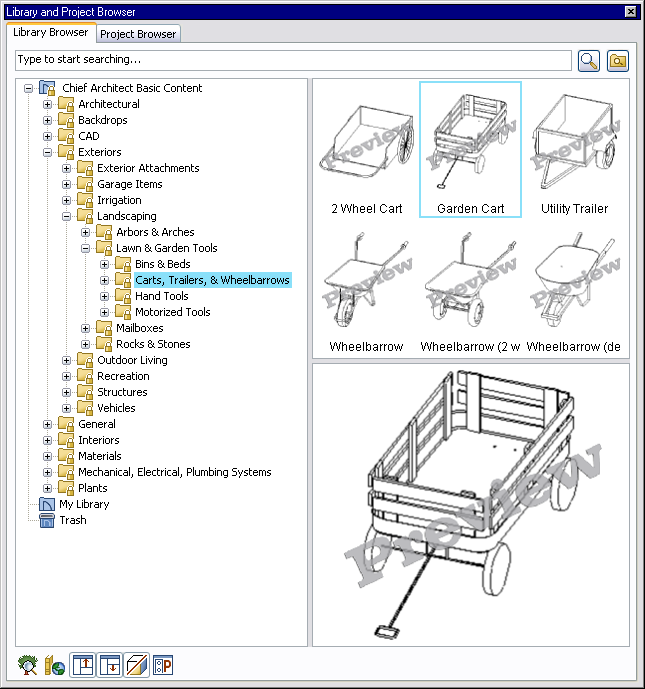 Library and Project Browser
Library Browser
Project Browser
Type to start searching...
Chief Architect Basic Content
Architectural
Backdrops
CAD
Exteriors
Exterior Attachments
Garage Items
Irrigation
Landscaping
Arbors & Arches
Lawn & Garden Tools
Bins & Beds
Carts, Trailers, & Wheelbarrows
Hand Tools
Motorized Tools
Mailboxes
Rocks & Stones
Outdoor Living
Recreation
Structures
Vehicles
General
Interiors
Materials
Mechanical, Electrical, Plumbing Systems
Plants
My Library
Trash
Preview
Preview
Preview
2 Wheel Cart
Garden Cart
Utility Trailer
Preview
Preview
Preview
Wheelbarrow
Wheelbarrow (2 w
Wheelbarrow (de
Preview
P